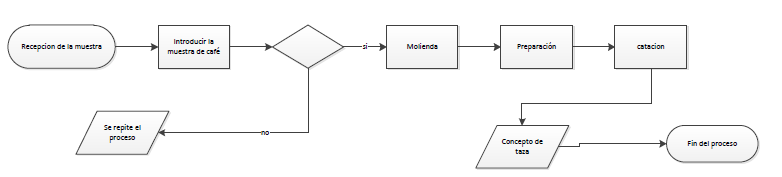 Recepcion de la muestra
Introducir la
muestra de café
si
Molienda
Preparación
catacion
Se repite el
proceso
no
Concepto de
taza
Fin del proceso